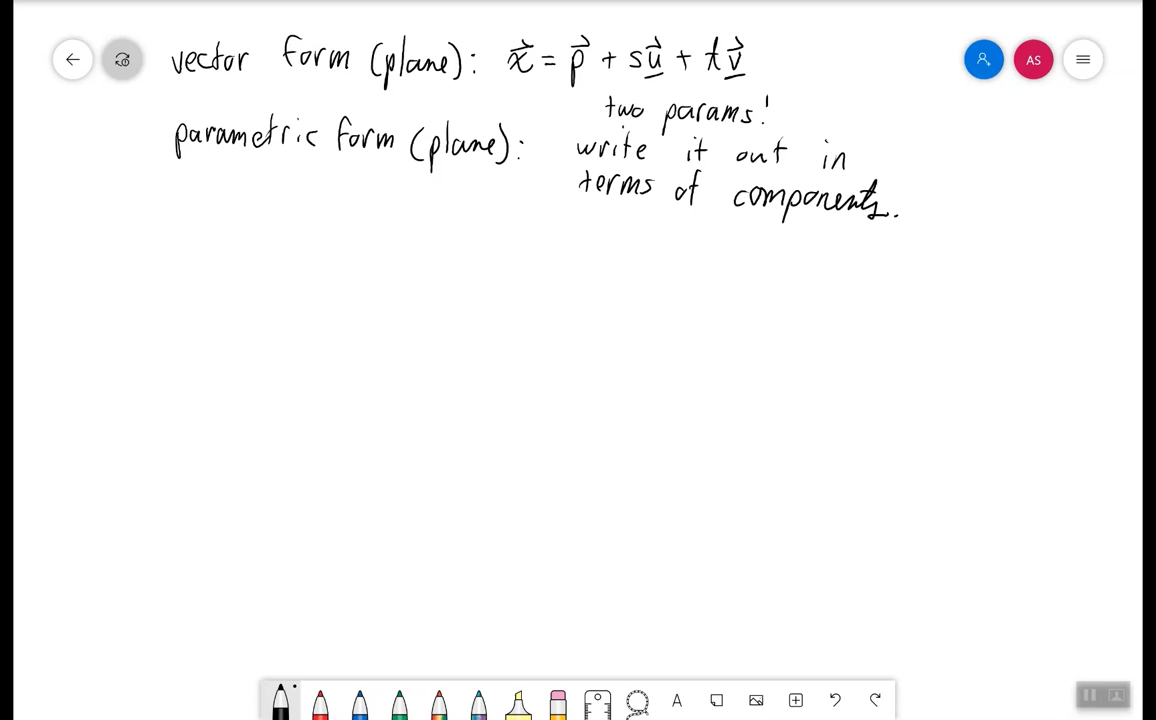 vector form (plane): x⃗ = p⃗ + su⃗ + tv⃗
two params!
parametric form (plane): write it out in
terms of components.
AS
A